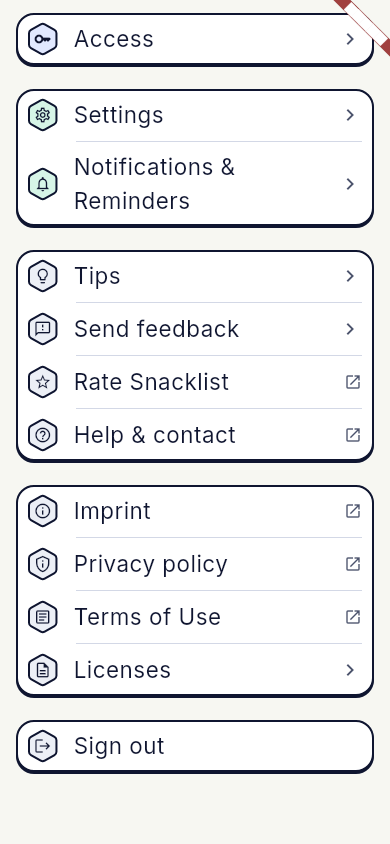 Access
Settings
Notifications &
Reminders
Tips
Send feedback
Rate Snacklist
Help & contact
Imprint
Privacy policy
Terms of Use
Licenses
Sign out